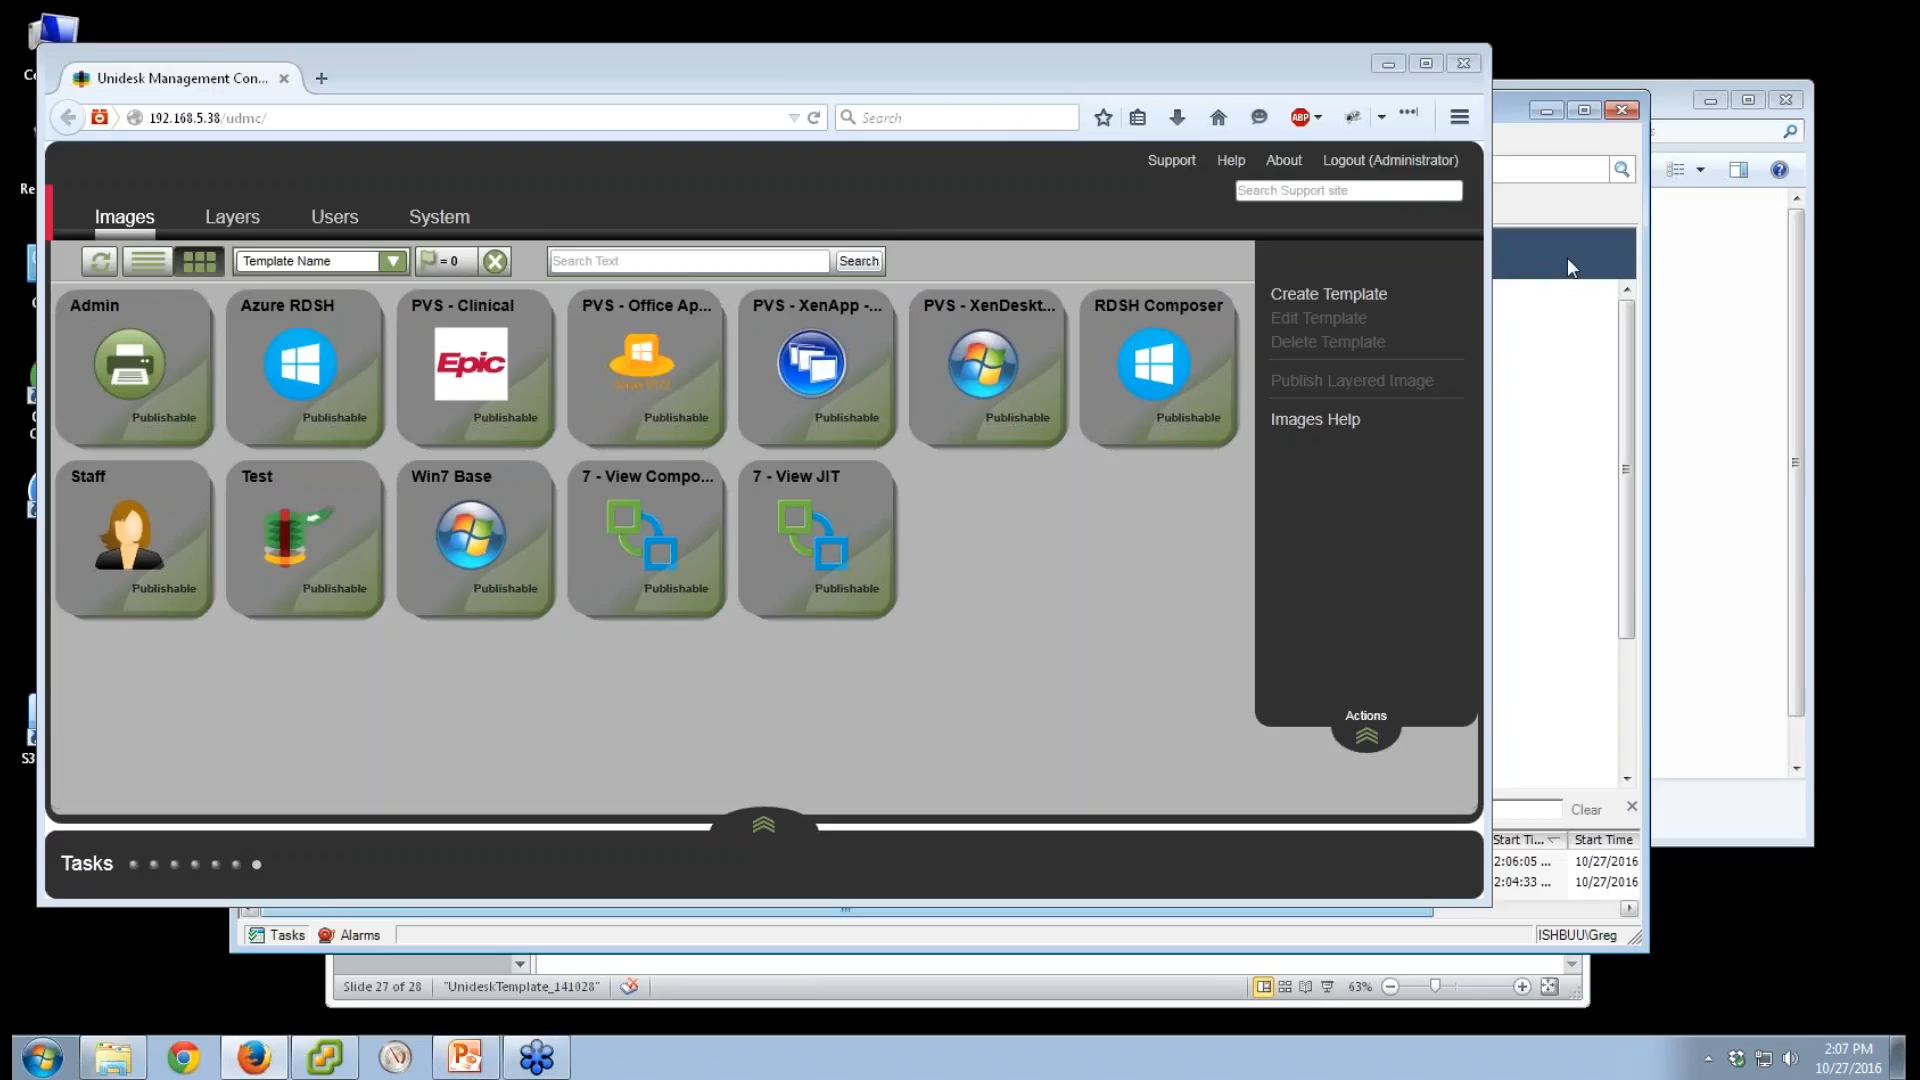 Unidesk Management Con...
192.168.5.38/udmc/
Search
ABP
Support Help About Logout (Administrator)
Search Support site
Images Layers Users System
Template Name
= 0
Search Text
Search
Admin
Publishable
Azure RDSH
Publishable
PVS - Clinical
Epic
Publishable
PVS - Office Ap...
Publishable
PVS - XenApp -...
Publishable
PVS - XenDeskt...
Publishable
RDSH Composer
Publishable
Staff
Publishable
Test
Publishable
Win7 Base
Publishable
7 - View Compo...
Publishable
7 - View JIT
Publishable
Create Template
Edit Template
Delete Template
Publish Layered Image
Images Help
Actions
Tasks
Clear
Start Ti... Start Time
2:06:05 ... 10/27/2016
2:04:33 ... 10/27/2016
Tasks Alarms
ISHBUU\Greg
Slide 27 of 28
"UnideskTemplate_141028"
63%
2:07 PM
10/27/2016